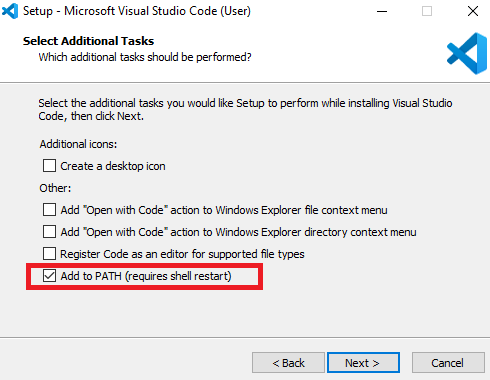 Setup - Microsoft Visual Studio Code (User)
Select Additional Tasks
Which additional tasks should be performed?
Select the additional tasks you would like Setup to perform while installing Visual Studio
Code, then click Next.
Additional icons:
Create a desktop icon
Other:
Add "Open with Code" action to Windows Explorer file context menu
Add "Open with Code" action to Windows Explorer directory context menu
Register Code as an editor for supported file types
Add to PATH (requires shell restart)
< Back
Next >
Cancel